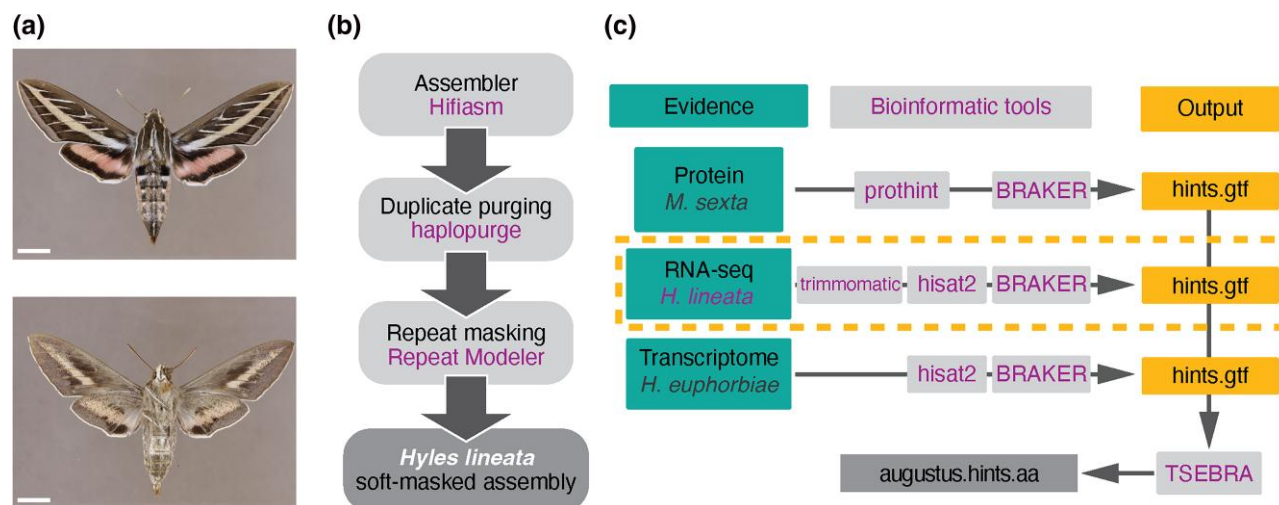 (a)
(b)
(c)
Assembler
Hifiasm
Duplicate purging
haplopurge
Repeat masking
Repeat Modeler
Hyles lineata
soft-masked assembly
Evidence
Bioinformatic tools
Output
Protein
M. sexta
prothint
BRAKER
hints.gtf
RNA-seq
H. lineata
trimmomatic
hisat2
BRAKER
hints.gtf
Transcriptome
H. euphorbiae
hisat2
BRAKER
hints.gtf
augustus.hints.aa
TSEBRA